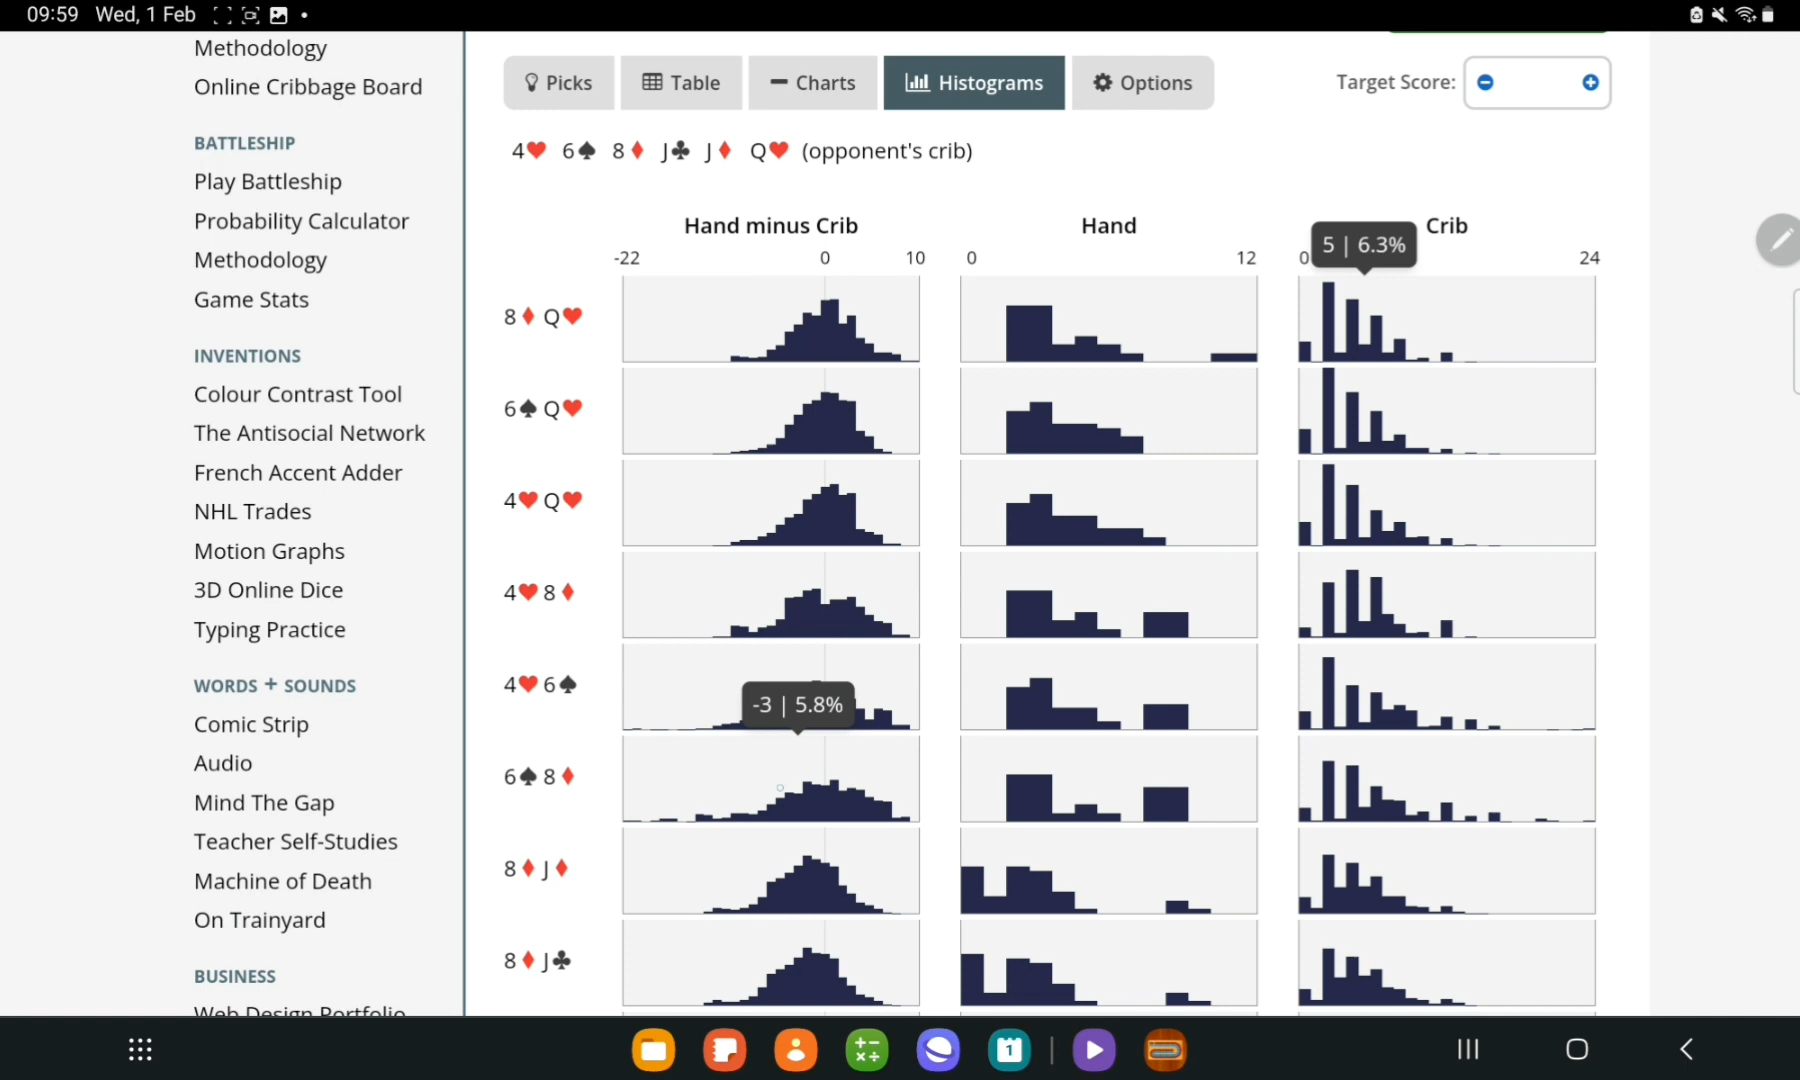 09:59 Wed, 1 Feb
Methodology
Online Cribbage Board
BATTLESHIP
Play Battleship
Probability Calculator
Methodology
Game Stats
INVENTIONS
Colour Contrast Tool
The Antisocial Network
French Accent Adder
NHL Trades
Motion Graphs
3D Online Dice
Typing Practice
WORDS + SOUNDS
Comic Strip
Audio
Mind The Gap
Teacher Self-Studies
Machine of Death
On Trainyard
BUSINESS
Web Design Portfolio
Picks Table Charts Histograms Options Target Score:
4♥ 6♠ 8♦ J♣ J♦ Q♥ (opponent's crib)
Hand minus Crib Hand Crib
5 | 6.3%
-22 0 10 0 12 0 24
8♦ Q♥
6♠ Q♥
4♥ Q♥
4♥ 8♦
4♥ 6♠
-3 | 5.8%
6♠ 8♦
8♦ J♦
8♦ J♣
1